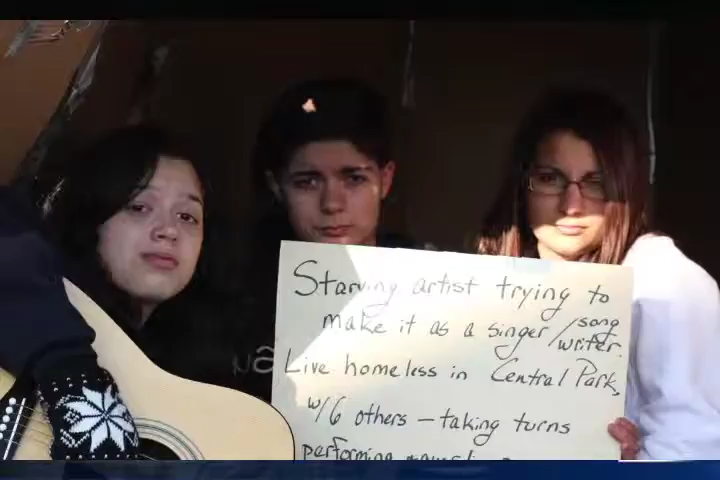 Starving artist trying to
make it as a singer/song
writer.
Live homeless in Central Park,
w/6 others – taking turns
performing